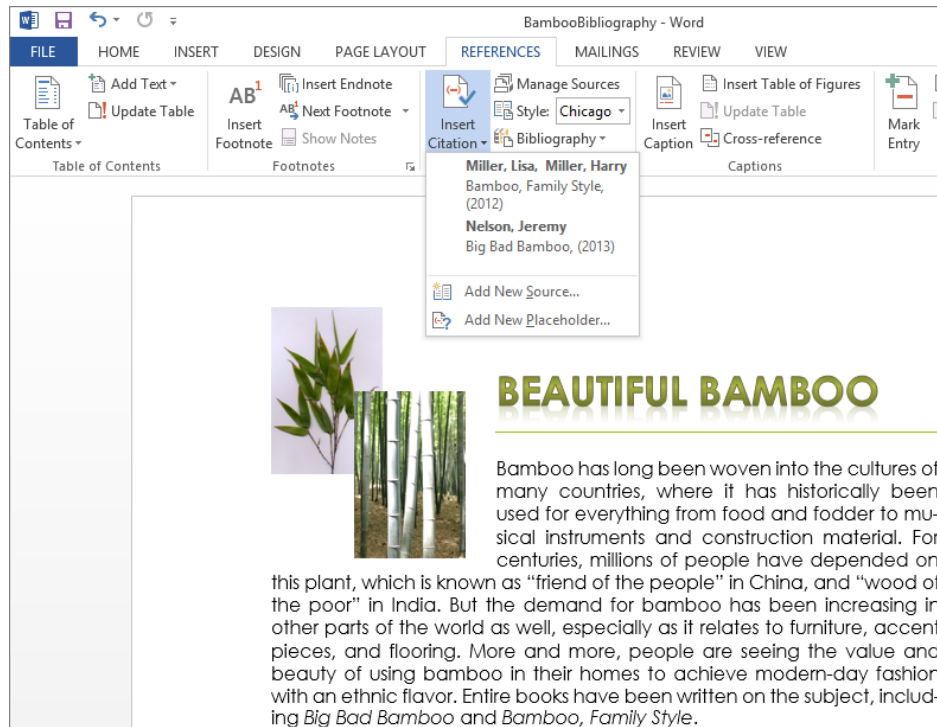 BambooBibliography - Word
FILE HOME INSERT DESIGN PAGE LAYOUT REFERENCES MAILINGS REVIEW VIEW
Table of Contents
Add Text
Update Table
Table of Contents
AB1
Insert Footnote
Insert Endnote
AB1 Next Footnote
Show Notes
Footnotes
Insert Citation
Manage Sources
Style: Chicago
Bibliography
Insert Caption
Insert Table of Figures
Update Table
Cross-reference
Captions
Mark Entry
Miller, Lisa, Miller, Harry
Bamboo, Family Style,
(2012)
Nelson, Jeremy
Big Bad Bamboo, (2013)
Add New Source...
Add New Placeholder...
BEAUTIFUL BAMBOO
Bamboo has long been woven into the cultures of
many countries, where it has historically been
used for everything from food and fodder to mu-
sical instruments and construction material. For
centuries, millions of people have depended on
this plant, which is known as “friend of the people” in China, and “wood of
the poor” in India. But the demand for bamboo has been increasing in
other parts of the world as well, especially as it relates to furniture, accent
pieces, and flooring. More and more, people are seeing the value and
beauty of using bamboo in their homes to achieve modern-day fashion
with an ethnic flavor. Entire books have been written on the subject, includ-
ing Big Bad Bamboo and Bamboo, Family Style.